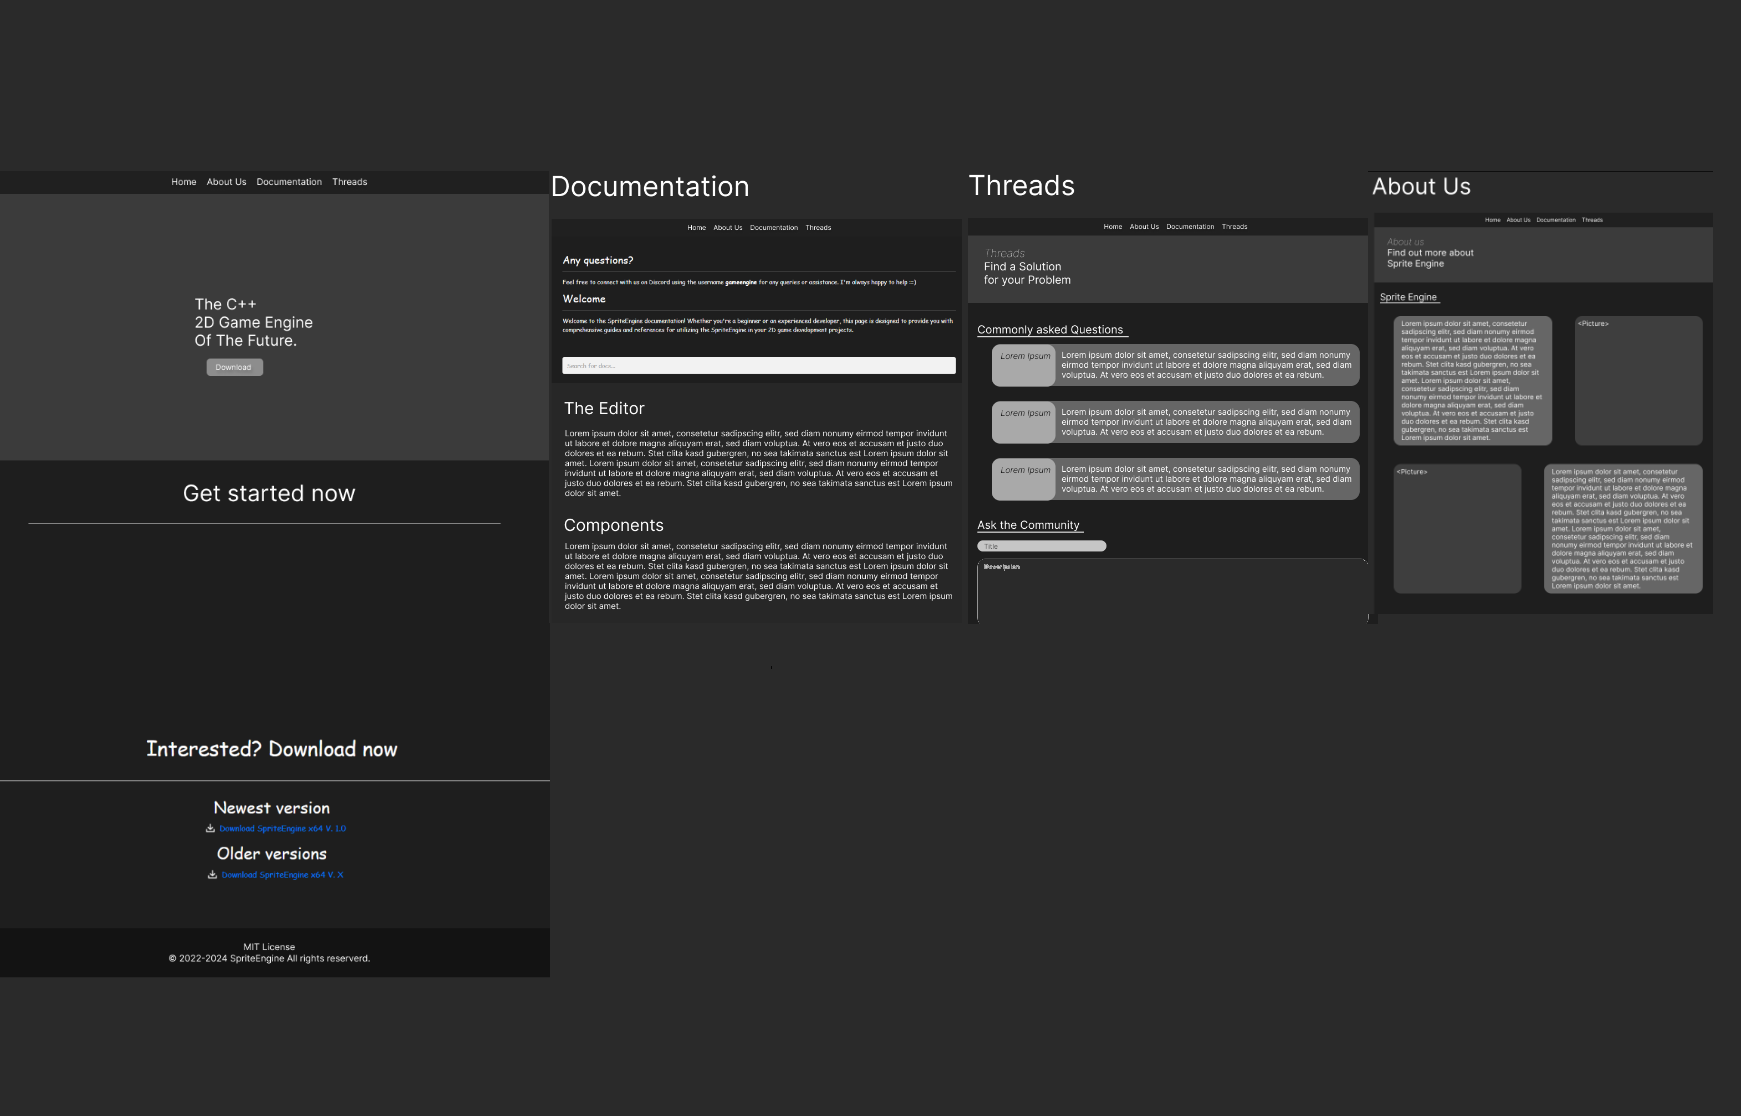 Home About Us Documentation Threads
The C++
2D Game Engine
Of The Future.
Download
Get started now
Interested? Download now
Newest version
Download SpriteEngine x64 V. 1.0
Older versions
Download SpriteEngine x64 V. X
MIT License
© 2022-2024 SpriteEngine All rights reserverd.
Documentation
Home About Us Documentation Threads
Any questions?
Feel free to connect with us on Discord using the username gameengine for any queries or assistance. I'm always happy to help =)
Welcome
Welcome to the SpriteEngine documentation! Whether you're a beginner or an experienced developer, this page is designed to provide you with
comprehensive guides and references for utilizing the SpriteEngine in your 2D game development projects.
Search for docs...
The Editor
Lorem ipsum dolor sit amet, consetetur sadipscing elitr, sed diam nonumy eirmod tempor invidunt
ut labore et dolore magna aliquyam erat, sed diam voluptua. At vero eos et accusam et justo duo
dolores et ea rebum. Stet clita kasd gubergren, no sea takimata sanctus est Lorem ipsum dolor sit
amet. Lorem ipsum dolor sit amet, consetetur sadipscing elitr, sed diam nonumy eirmod tempor
invidunt ut labore et dolore magna aliquyam erat, sed diam voluptua. At vero eos et accusam et
justo duo dolores et ea rebum. Stet clita kasd gubergren, no sea takimata sanctus est Lorem ipsum
dolor sit amet.
Components
Lorem ipsum dolor sit amet, consetetur sadipscing elitr, sed diam nonumy eirmod tempor invidunt
ut labore et dolore magna aliquyam erat, sed diam voluptua. At vero eos et accusam et justo duo
dolores et ea rebum. Stet clita kasd gubergren, no sea takimata sanctus est Lorem ipsum dolor sit
amet. Lorem ipsum dolor sit amet, consetetur sadipscing elitr, sed diam nonumy eirmod tempor
invidunt ut labore et dolore magna aliquyam erat, sed diam voluptua. At vero eos et accusam et
justo duo dolores et ea rebum. Stet clita kasd gubergren, no sea takimata sanctus est Lorem ipsum
dolor sit amet.
Threads
Home About Us Documentation Threads
Threads
Find a Solution
for your Problem
Commonly asked Questions
Lorem Ipsum
Lorem ipsum dolor sit amet, consetetur sadipscing elitr, sed diam nonumy
eirmod tempor invidunt ut labore et dolore magna aliquyam erat, sed diam
voluptua. At vero eos et accusam et justo duo dolores et ea rebum.
Lorem Ipsum
Lorem ipsum dolor sit amet, consetetur sadipscing elitr, sed diam nonumy
eirmod tempor invidunt ut labore et dolore magna aliquyam erat, sed diam
voluptua. At vero eos et accusam et justo duo dolores et ea rebum.
Lorem Ipsum
Lorem ipsum dolor sit amet, consetetur sadipscing elitr, sed diam nonumy
eirmod tempor invidunt ut labore et dolore magna aliquyam erat, sed diam
voluptua. At vero eos et accusam et justo duo dolores et ea rebum.
Ask the Community
Title
About Us
Home About Us Documentation Threads
About us
Find out more about
Sprite Engine
Sprite Engine
Lorem ipsum dolor sit amet, consetetur
sadipscing elitr, sed diam nonumy eirmod
tempor invidunt ut labore et dolore magna
aliquyam erat, sed diam voluptua. At vero
eos et accusam et justo duo dolores et ea
rebum. Stet clita kasd gubergren, no sea
takimata sanctus est Lorem ipsum dolor sit
amet. Lorem ipsum dolor sit amet,
consetetur sadipscing elitr, sed diam
nonumy eirmod tempor invidunt ut labore et
dolore magna aliquyam erat, sed diam
voluptua. At vero eos et accusam et justo
duo dolores et ea rebum. Stet clita kasd
gubergren, no sea takimata sanctus est
Lorem ipsum dolor sit amet.
<Picture>
<Picture>
Lorem ipsum dolor sit amet, consetetur
sadipscing elitr, sed diam nonumy eirmod
tempor invidunt ut labore et dolore magna
aliquyam erat, sed diam voluptua. At vero
eos et accusam et justo duo dolores et ea
rebum. Stet clita kasd gubergren, no sea
takimata sanctus est Lorem ipsum dolor sit
amet. Lorem ipsum dolor sit amet,
consetetur sadipscing elitr, sed diam
nonumy eirmod tempor invidunt ut labore et
dolore magna aliquyam erat, sed diam
voluptua. At vero eos et accusam et justo
duo dolores et ea rebum. Stet clita kasd
gubergren, no sea takimata sanctus est
Lorem ipsum dolor sit amet.